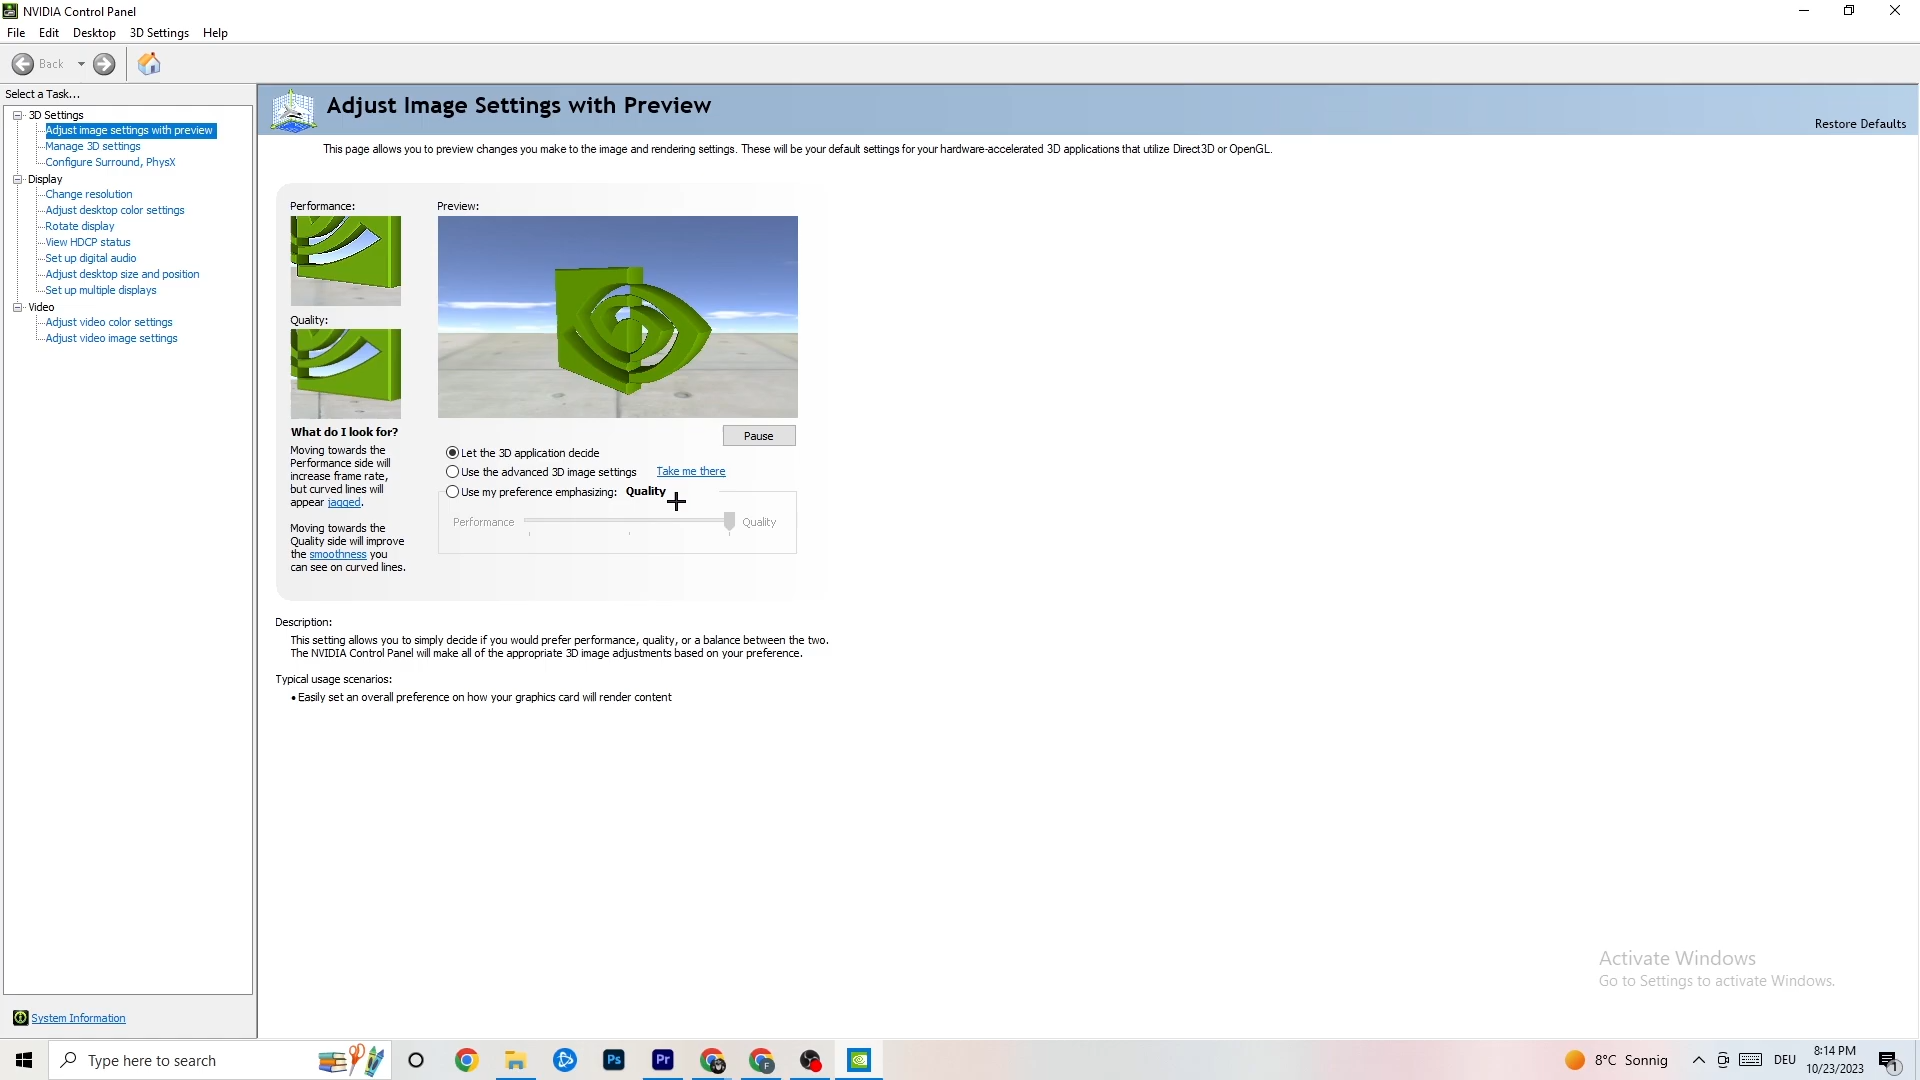 NVIDIA Control Panel
File Edit Desktop 3D Settings Help
Back
Select a Task...
3D Settings
Adjust image settings with preview
Manage 3D settings
Configure Surround, PhysX
Display
Change resolution
Adjust desktop color settings
Rotate display
View HDCP status
Set up digital audio
Adjust desktop size and position
Set up multiple displays
Video
Adjust video color settings
Adjust video image settings
System Information
Adjust Image Settings with Preview
Restore Defaults
This page allows you to preview changes you make to the image and rendering settings. These will be your default settings for your hardware-accelerated 3D applications that utilize Direct3D or OpenGL.
Performance:
Quality:
What do I look for?
Moving towards the
Performance side will
increase frame rate,
but curved lines will
appear jagged.
Moving towards the
Quality side will improve
the smoothness you
can see on curved lines.
Preview:
Pause
Let the 3D application decide
Use the advanced 3D image settings Take me there
Use my preference emphasizing: Quality
Performance Quality
Description:
This setting allows you to simply decide if you would prefer performance, quality, or a balance between the two.
The NVIDIA Control Panel will make all of the appropriate 3D image adjustments based on your preference.
Typical usage scenarios:
• Easily set an overall preference on how your graphics card will render content
Activate Windows
Go to Settings to activate Windows.
Type here to search
Ps
Pr
F
8°C Sonnig
DEU
8:14 PM
10/23/2023
1